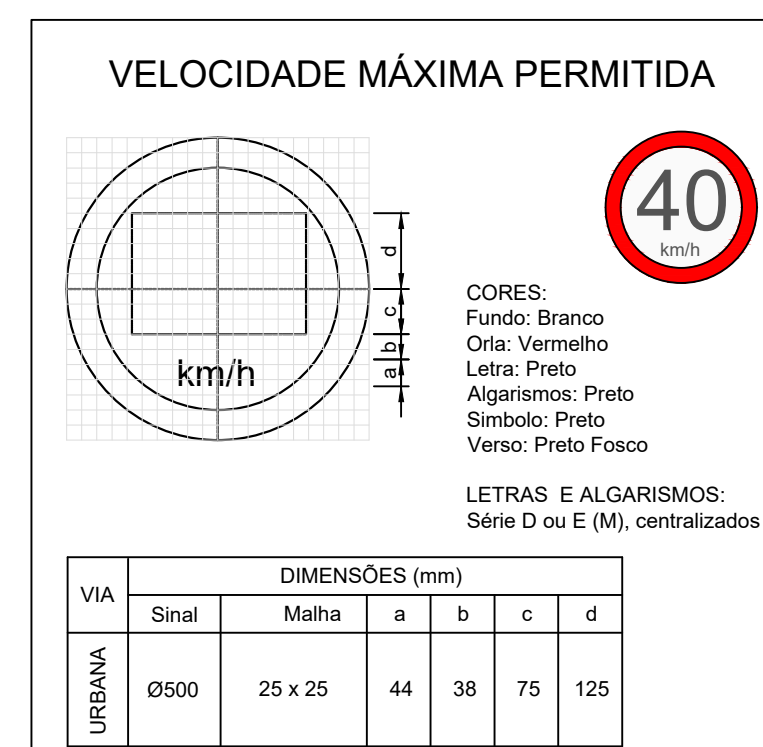 VELOCIDADE MÁXIMA PERMITIDA
40
km/h
d
c
b
a
km/h
CORES:
Fundo: Branco
Orla: Vermelho
Letra: Preto
Algarismos: Preto
Simbolo: Preto
Verso: Preto Fosco
LETRAS E ALGARISMOS:
Série D ou E (M), centralizados
VIA DIMENSÕES (mm)
Sinal Malha a b c d
URBANA Ø500 25 x 25 44 38 75 125